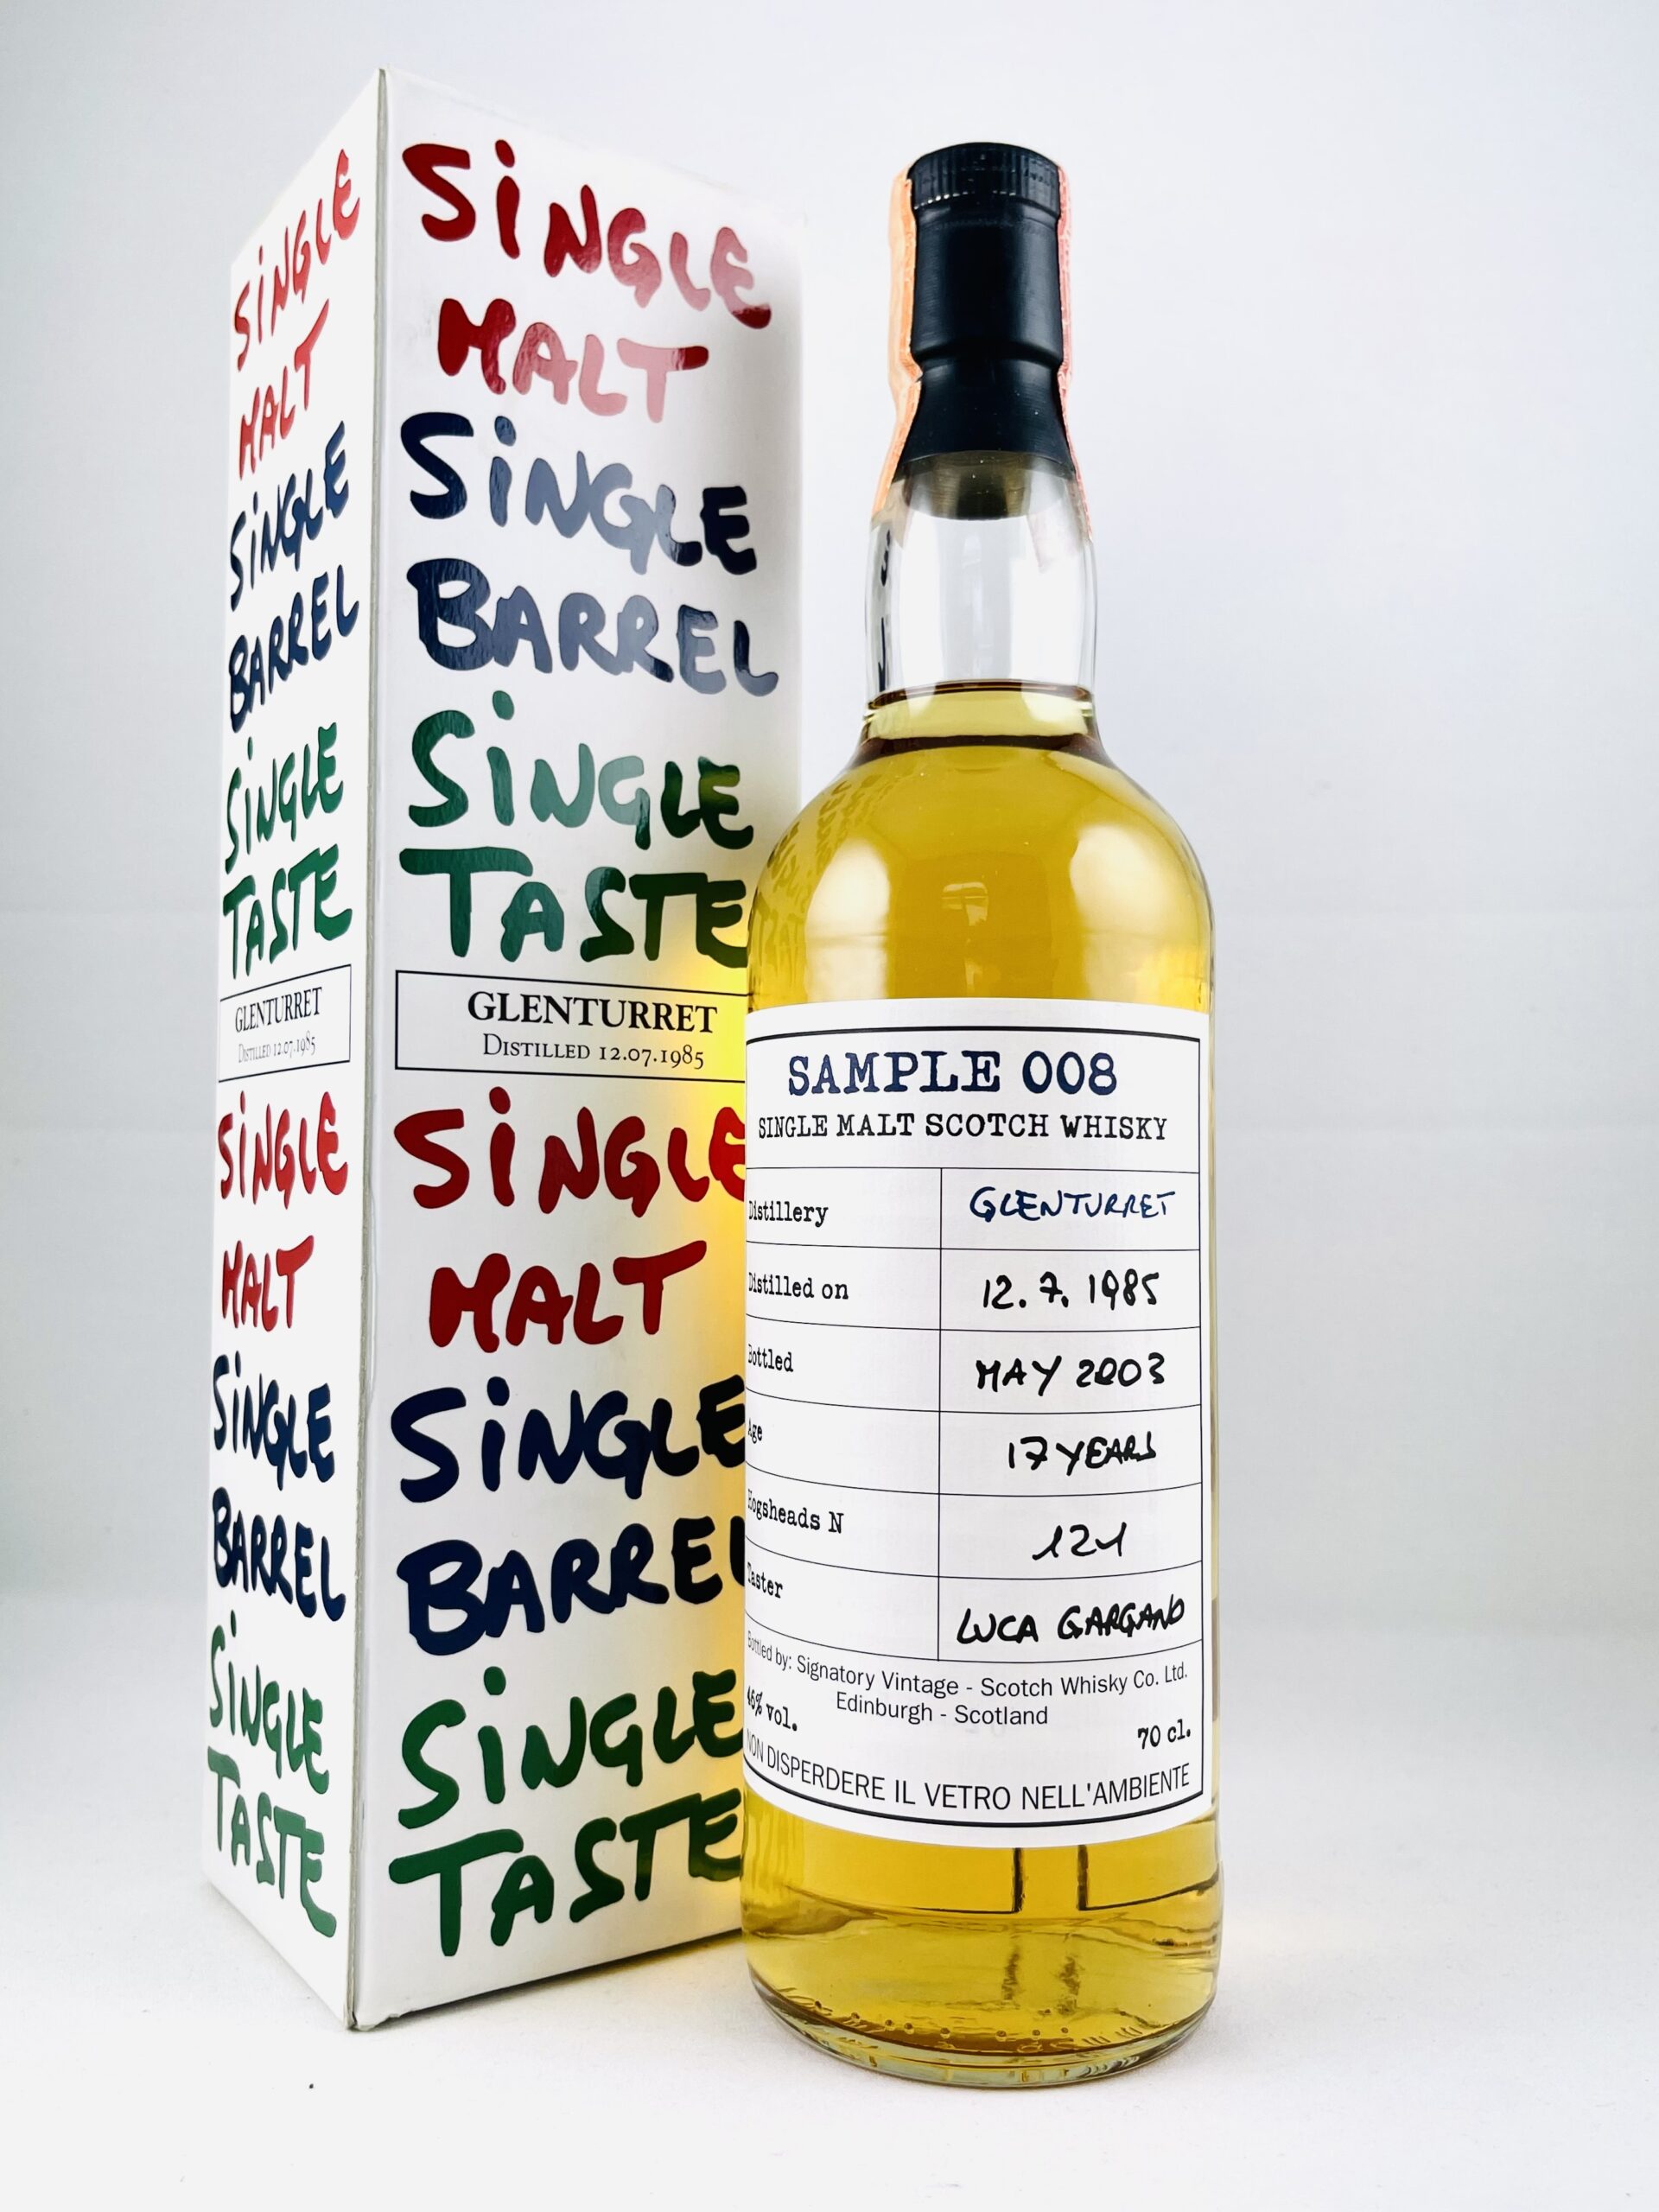 SiNGLE
MALT
SiNGLE
BARREL
SiNGLE
TASTE
GLENTURRET
DISTILLED 12.07.1985
SiNGLE
MALT
SiNGLE
BARREL
SiNGLE
TASTE
SiNGLE
MALT
SiNGLE
BARREL
SiNGLE
TASTE
GLENTURRET
DISTILLED 12.07.1985
SiNGLE
MALT
SiNGLE
BARREL
SiNGLE
TASTE
SAMPLE 008
SINGLE MALT SCOTCH WHISKY
Distillery GLENTURRET
Distilled on 12.7.1985
Bottled MAY 2003
Age 17 YEARS
Hogsheads N 121
Taster LUCA GARGANO
Bottled by: Signatory Vintage - Scotch Whisky Co. Ltd.
Edinburgh - Scotland
46% vol. 70 cl.
NON DISPERDERE IL VETRO NELL'AMBIENTE